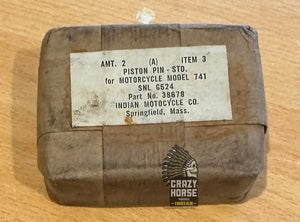 AMT. 2 (A) ITEM 3
PISTON PIN - STD.
for MOTORCYCLE MODEL 741
SNL G524
Part No. 38678
INDIAN MOTOCYCLE CO.
Springfield, Mass.
CRAZY
HORSE
INDIAN